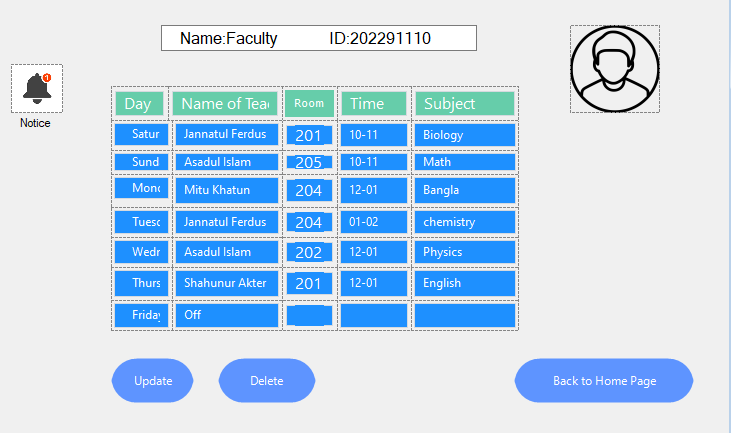 Name:Faculty ID:202291110
1
Notice
Day Name of Tea Room Time Subject
Satur Jannatul Ferdus 201 10-11 Biology
Sund Asadul Islam 205 10-11 Math
Mond Mitu Khatun 204 12-01 Bangla
Tuesd Jannatul Ferdus 204 01-02 chemistry
Wedr Asadul Islam 202 12-01 Physics
Thurs Shahunur Akter 201 12-01 English
Friday Off
Update Delete Back to Home Page